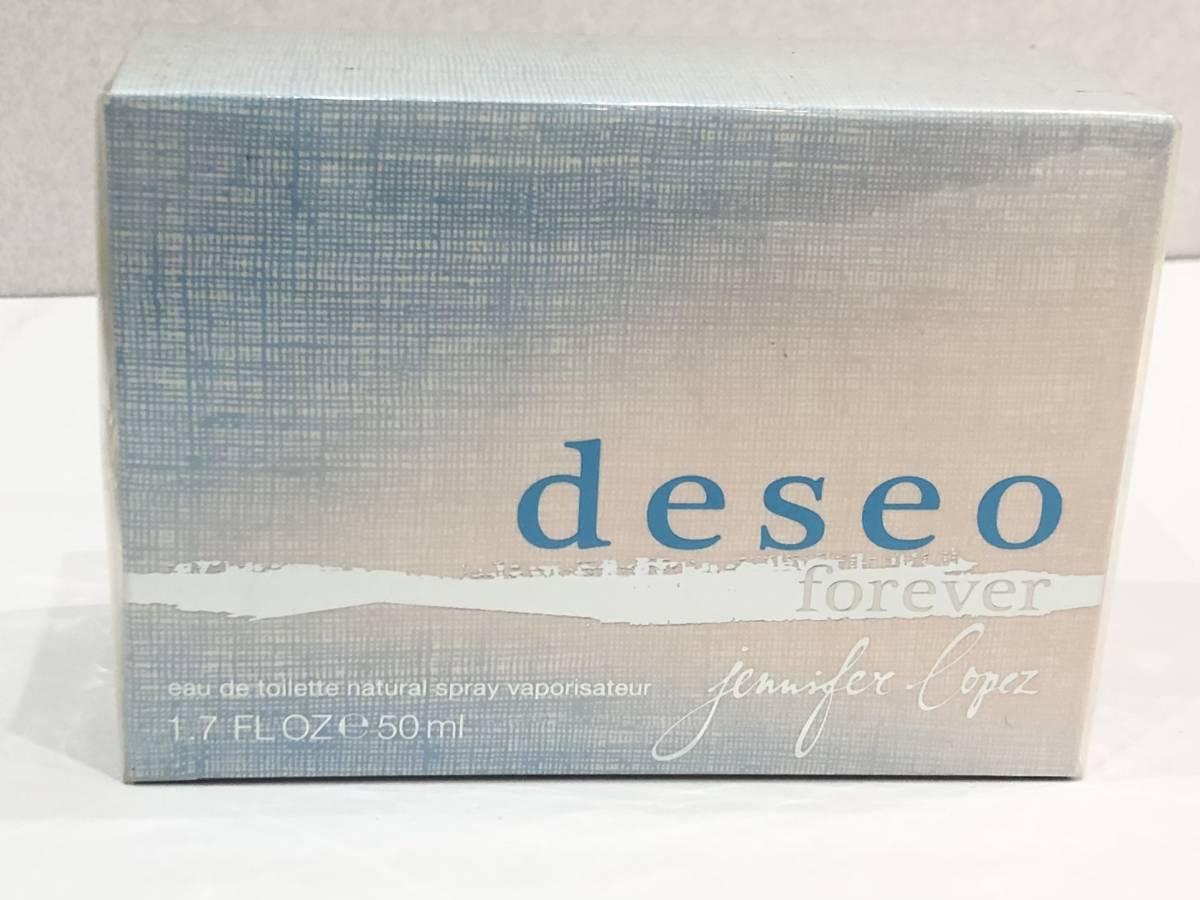 deseo
forever
jennifer lopez
eau de toilette natural spray vaporisateur
1.7 FL OZ ℮ 50 ml